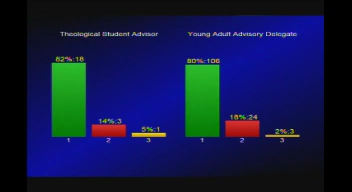 Theological Student Advisor
82%:18
14%:3
5%:1
1 2 3
Young Adult Advisory Delegate
80%:106
18%:24
2%:3
1 2 3